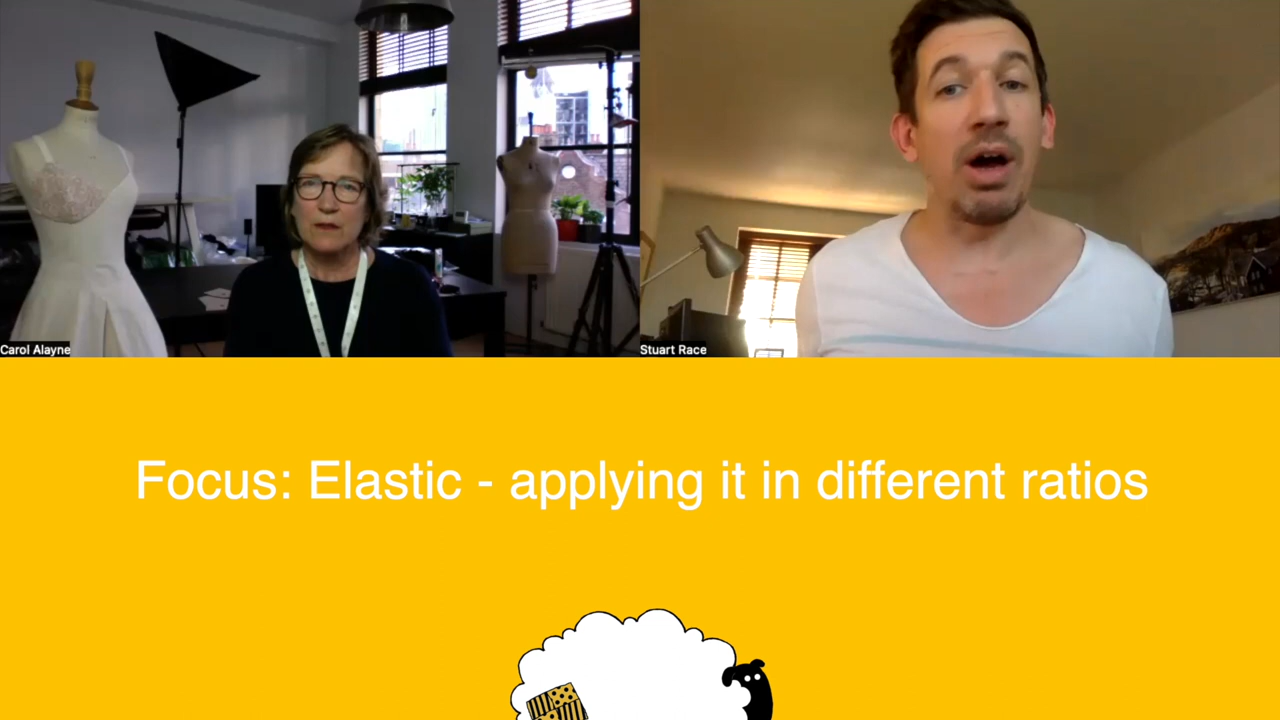 Carol Alayne
Stuart Race
Focus: Elastic - applying it in different ratios